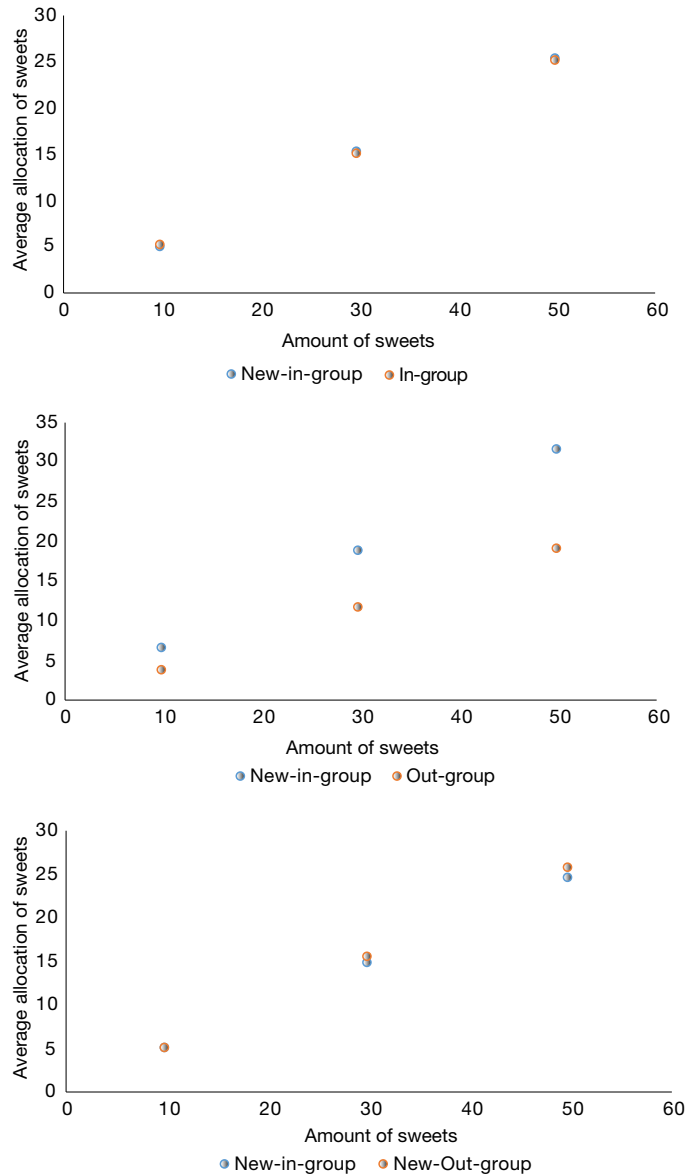 30
25
20
15
10
5
0
Average allocation of sweets
0 10 20 30 40 50 60
Amount of sweets
New-in-group In-group
35
30
25
20
15
10
5
0
Average allocation of sweets
0 10 20 30 40 50 60
Amount of sweets
New-in-group Out-group
30
25
20
15
10
5
0
Average allocation of sweets
0 10 20 30 40 50 60
Amount of sweets
New-in-group New-Out-group